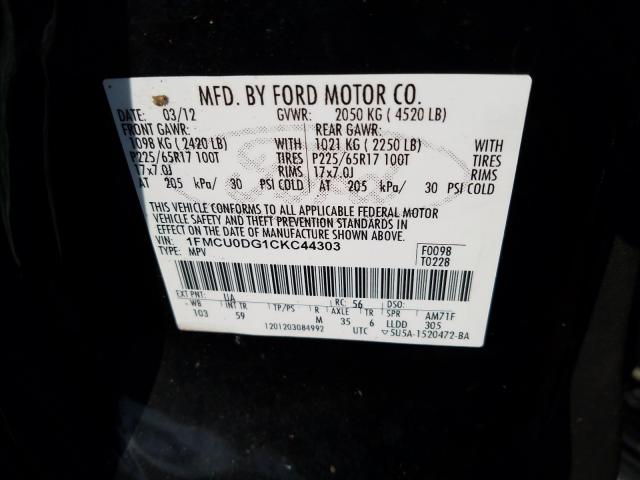 MFD. BY FORD MOTOR CO.
DATE: 03/12 GVWR: 2050 KG ( 4520 LB)
FRONT GAWR: REAR GAWR:
1098 KG (2420 LB) WITH 1021 KG ( 2250 LB) WITH
P225/65R17 100T TIRES P225/65R17 100T TIRES
17x7.0J RIMS 17x7.0J RIMS
AT 205 kPa/ 30 PSI COLD AT 205 kPa/ 30 PSI COLD
THIS VEHICLE CONFORMS TO ALL APPLICABLE FEDERAL MOTOR
VEHICLE SAFETY AND THEFT PREVENTION STANDARDS IN
EFFECT ON THE DATE OF MANUFACTURE SHOWN ABOVE.
VIN: 1FMCU0DG1CKC44303 F0098
TYPE: MPV T0228
EXT PNT: UA RC: 56 DSO:
WB INT TR TP/PS R AXLE TR SPR AM71F
103 59 M 35 6 LLDD 305
1201203084992 UTC ▽5U5A-1520472-BA